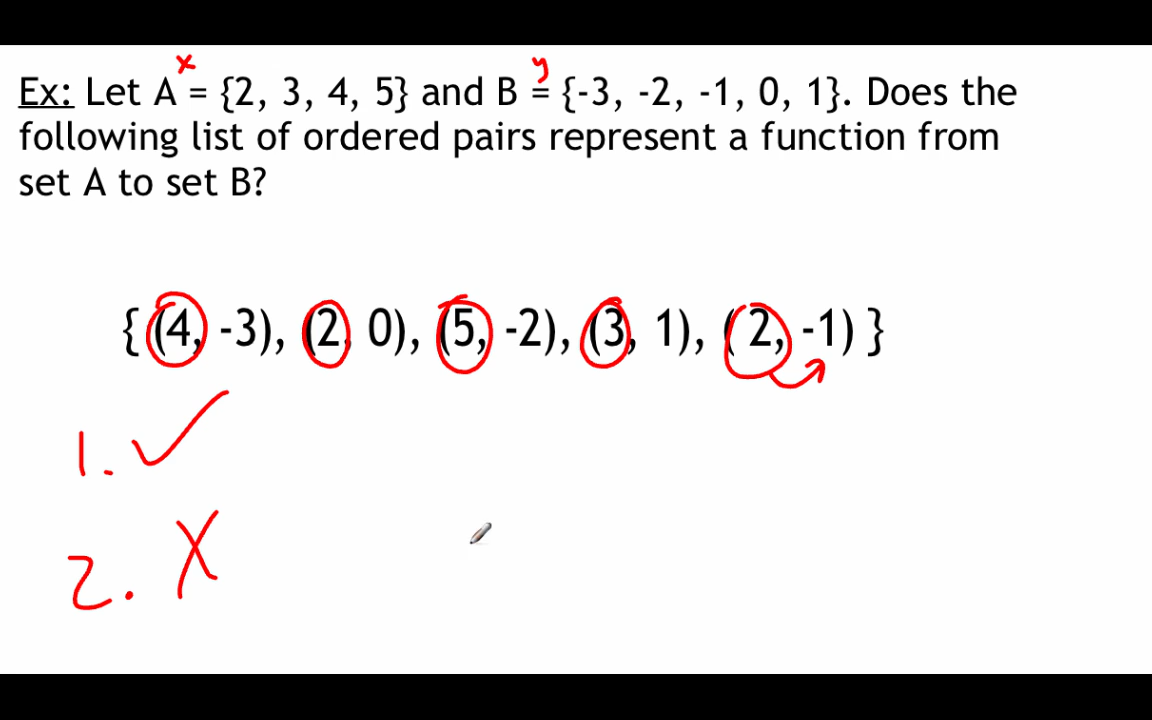 x y
Ex: Let A = {2, 3, 4, 5} and B = {-3, -2, -1, 0, 1}. Does the
following list of ordered pairs represent a function from
set A to set B?
{ (4, -3), (2, 0), (5, -2), (3, 1), ( 2, -1) }
1. ✓
2. X